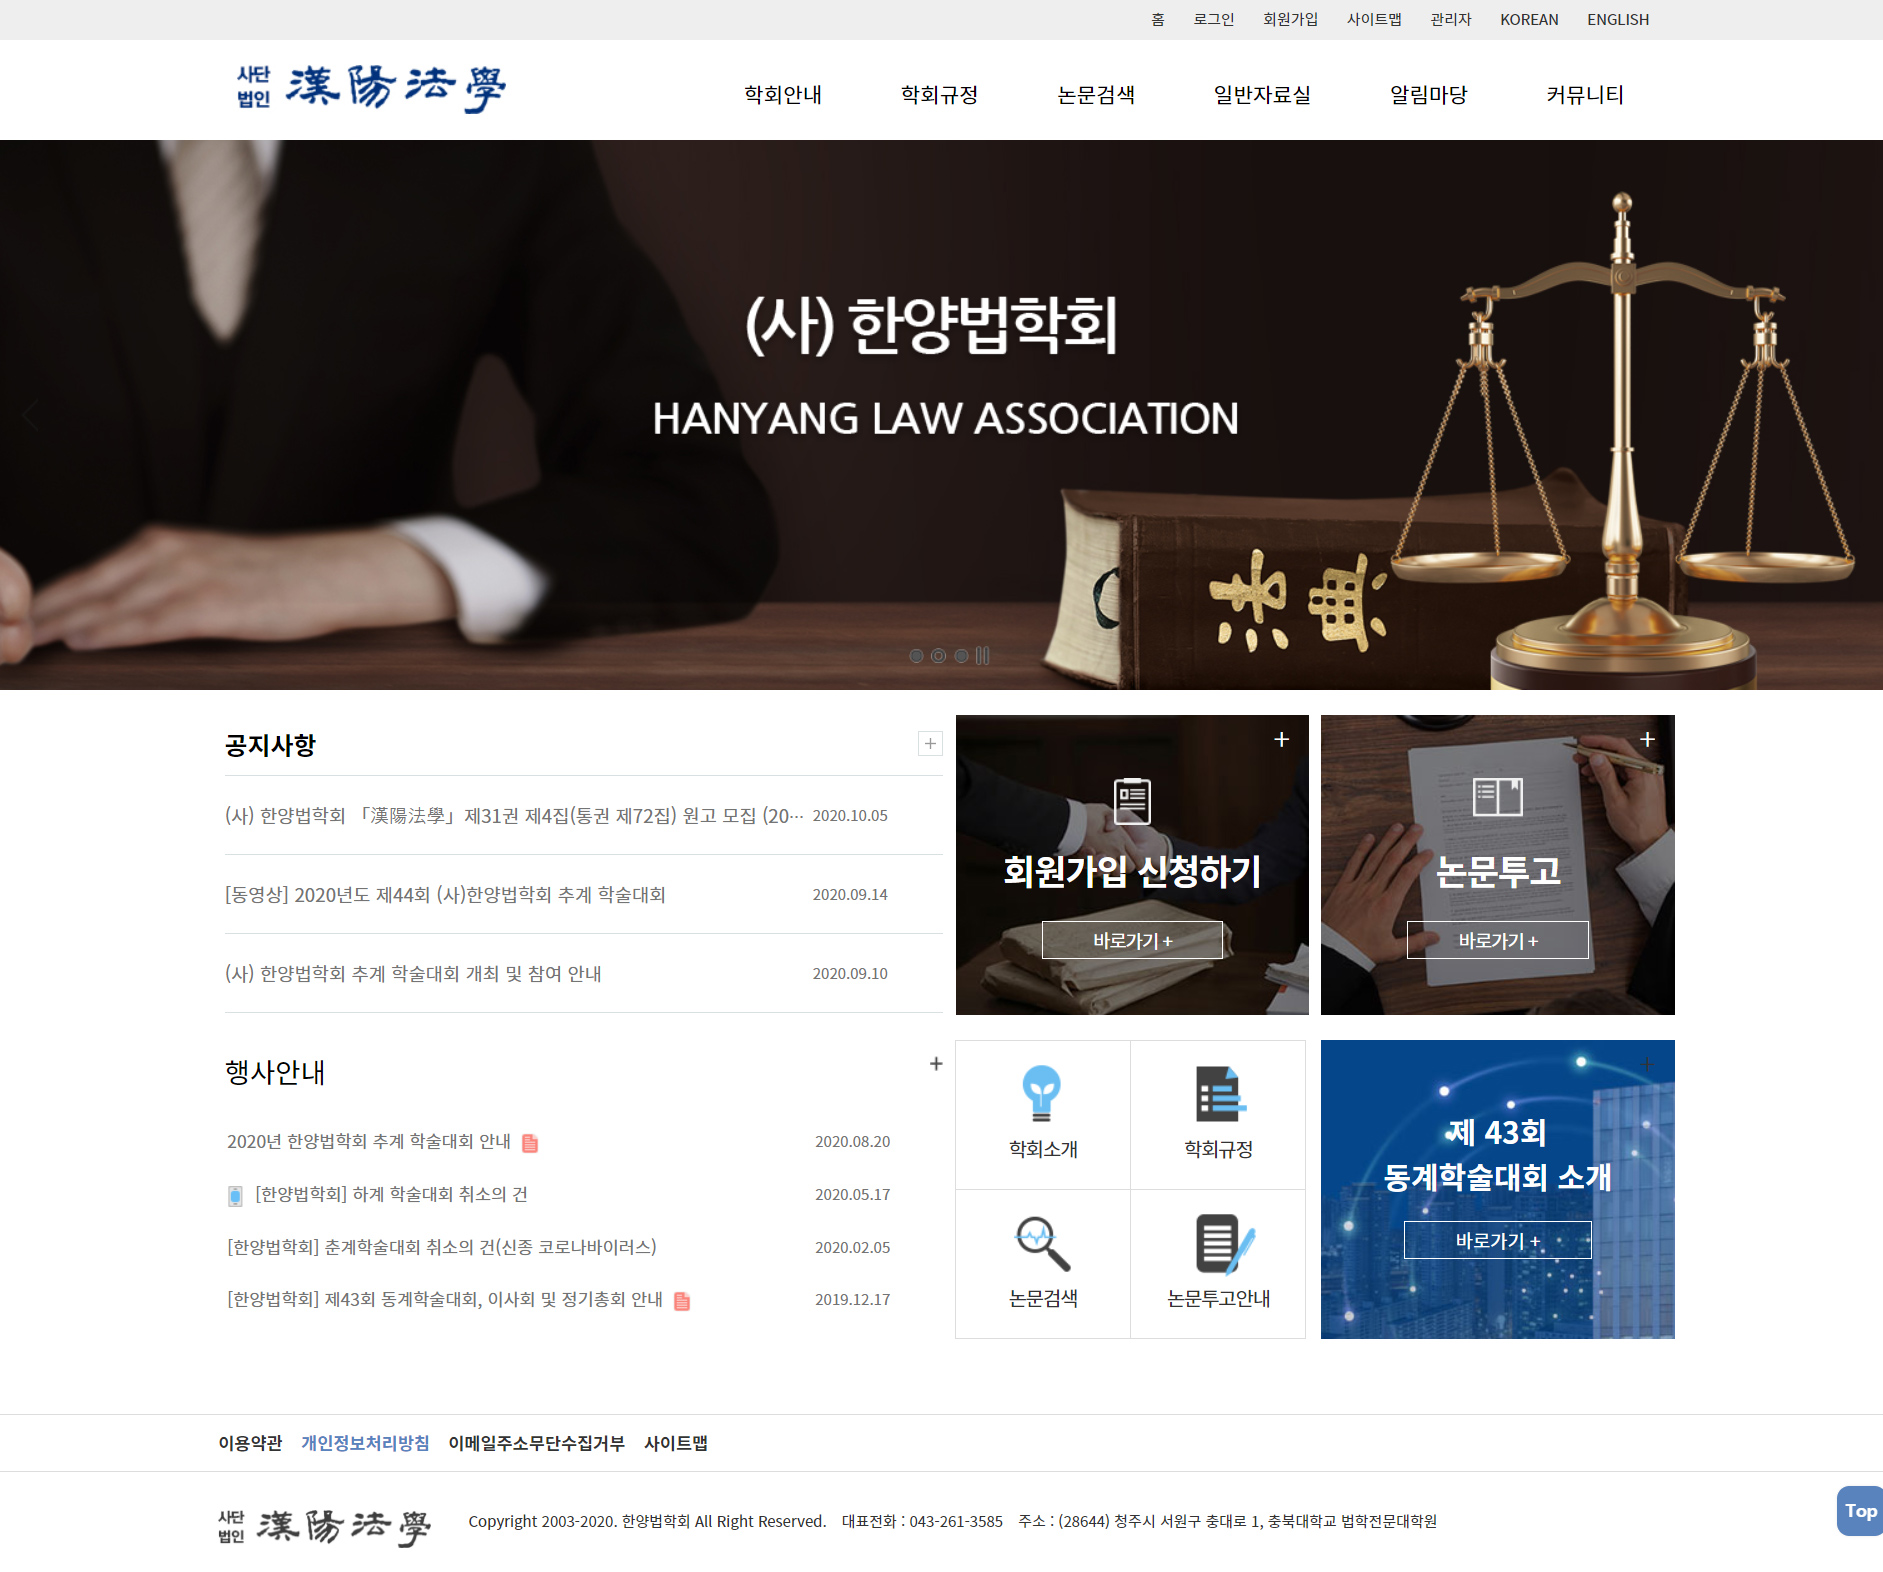 홈 로그인 회원가입 사이트맵 관리자 KOREAN ENGLISH
사단법인 漢陽法學
학회안내 학회규정 논문검색 일반자료실 알림마당 커뮤니티
(사) 한양법학회
HANYANG LAW ASSOCIATION
法典
공지사항 +
(사) 한양법학회 「漢陽法學」제31권 제4집(통권 제72집) 원고 모집 (20… 2020.10.05
[동영상] 2020년도 제44회 (사)한양법학회 추계 학술대회 2020.09.14
(사) 한양법학회 추계 학술대회 개최 및 참여 안내 2020.09.10
+
회원가입 신청하기
바로가기 +
+
논문투고
바로가기 +
행사안내 +
2020년 한양법학회 추계 학술대회 안내 2020.08.20
[한양법학회] 하계 학술대회 취소의 건 2020.05.17
[한양법학회] 춘계학술대회 취소의 건(신종 코로나바이러스) 2020.02.05
[한양법학회] 제43회 동계학술대회, 이사회 및 정기총회 안내 2019.12.17
학회소개 학회규정
논문검색 논문투고안내
+
제 43회
동계학술대회 소개
바로가기 +
이용약관 개인정보처리방침 이메일주소무단수집거부 사이트맵
사단법인 漢陽法學
Copyright 2003-2020. 한양법학회 All Right Reserved. 대표전화 : 043-261-3585 주소 : (28644) 청주시 서원구 충대로 1, 충북대학교 법학전문대학원
Top